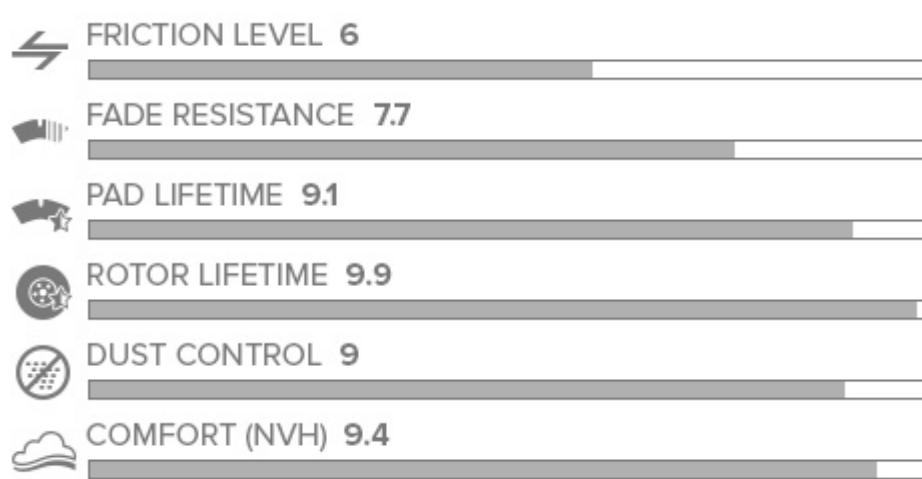 FRICTION LEVEL 6
FADE RESISTANCE 7.7
PAD LIFETIME 9.1
ROTOR LIFETIME 9.9
DUST CONTROL 9
COMFORT (NVH) 9.4